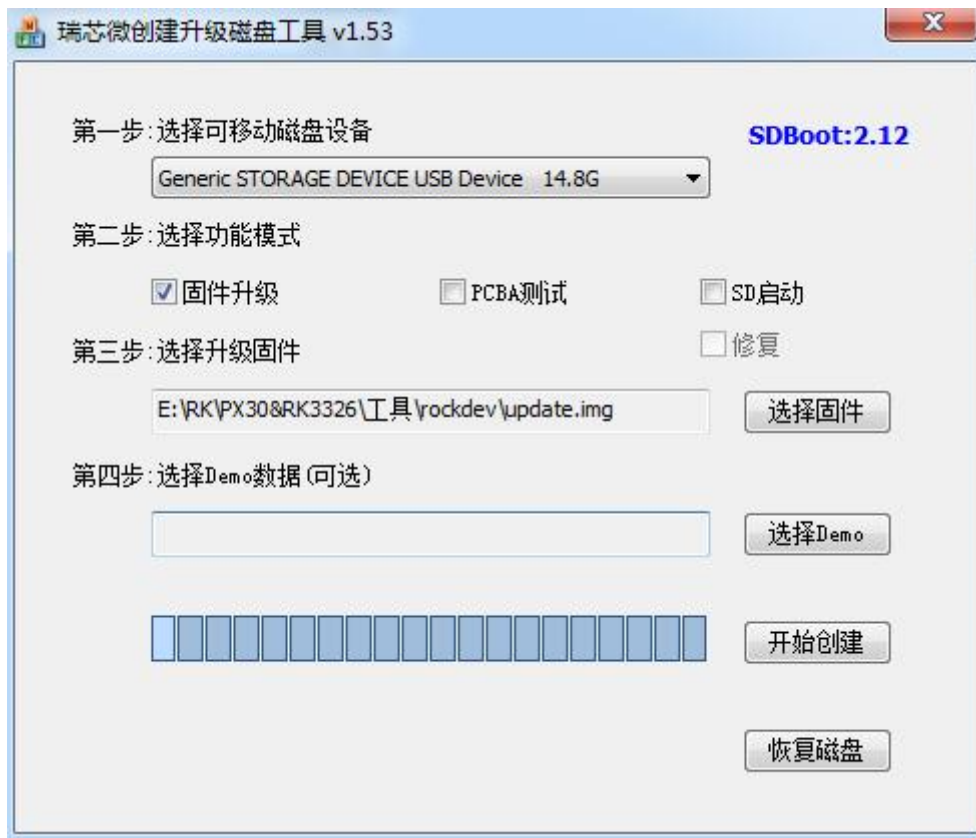 瑞芯微创建升级磁盘工具 v1.53
第一步:选择可移动磁盘设备
SDBoot:2.12
Generic STORAGE DEVICE USB Device 14.8G
第二步:选择功能模式
固件升级 PCBA测试 SD启动
修复
第三步:选择升级固件
E:\RK\PX30&RK3326\工具\rockdev\update.img 选择固件
第四步:选择Demo数据(可选)
选择Demo
开始创建
恢复磁盘